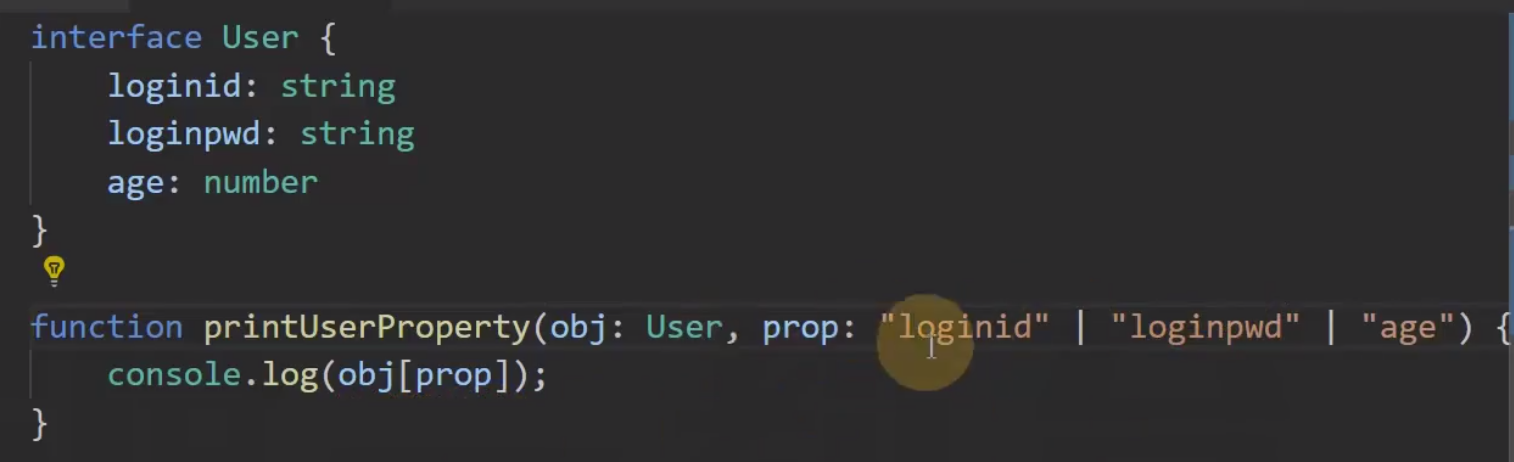 interface User {
    loginid: string
    loginpwd: string
    age: number
}
function printUserProperty(obj: User, prop: "loginid" | "loginpwd" | "age") {
    console.log(obj[prop]);
}